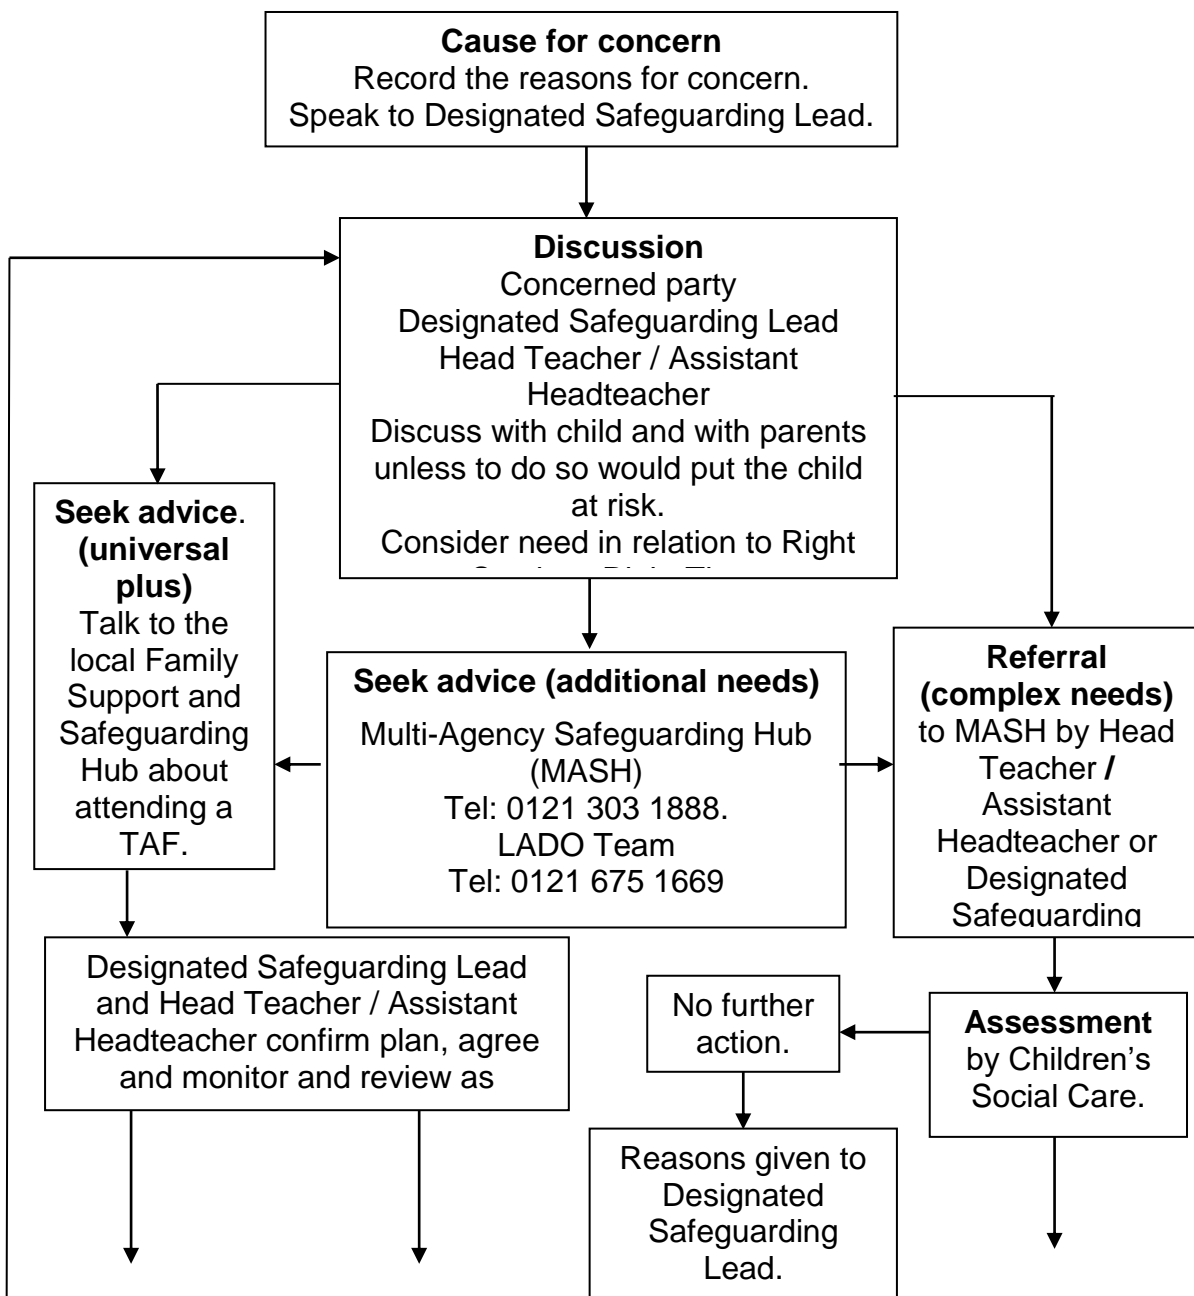 Cause for concern
Record the reasons for concern.
Speak to Designated Safeguarding Lead.
Discussion
Concerned party
Designated Safeguarding Lead
Head Teacher / Assistant
Headteacher
Discuss with child and with parents
unless to do so would put the child
at risk.
Consider need in relation to Right
Seek advice.
(universal
plus)
Talk to the
local Family
Support and
Safeguarding
Hub about
attending a
TAF.
Seek advice (additional needs)
Multi-Agency Safeguarding Hub
(MASH)
Tel: 0121 303 1888.
LADO Team
Tel: 0121 675 1669
Referral
(complex needs)
to MASH by Head
Teacher /
Assistant
Headteacher or
Designated
Safeguarding
Designated Safeguarding Lead
and Head Teacher / Assistant
Headteacher confirm plan, agree
and monitor and review as
No further
action.
Assessment
by Children’s
Social Care.
Reasons given to
Designated
Safeguarding
Lead.